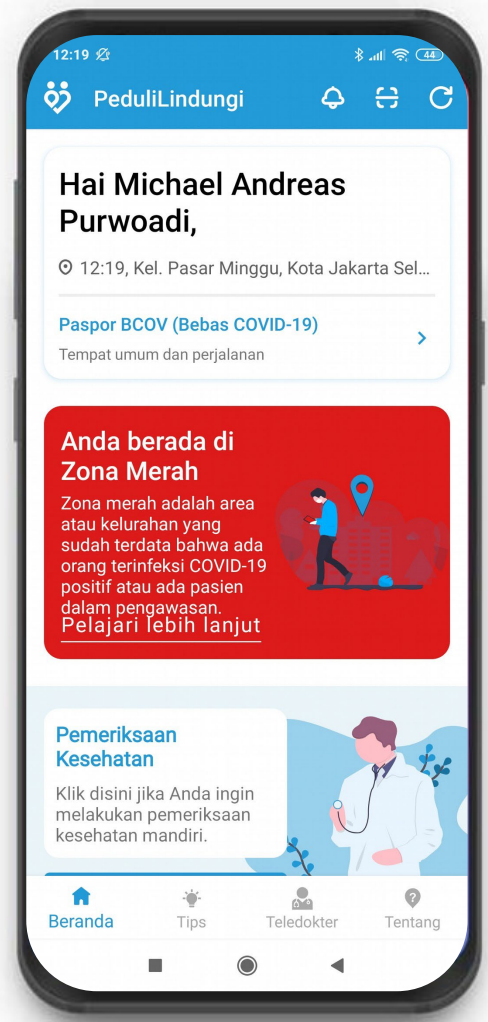 12:19
44
PeduliLindungi
Hai Michael Andreas
Purwoadi,
12:19, Kel. Pasar Minggu, Kota Jakarta Sel...
Paspor BCOV (Bebas COVID-19)
Tempat umum dan perjalanan
Anda berada di
Zona Merah
Zona merah adalah area
atau kelurahan yang
sudah terdata bahwa ada
orang terinfeksi COVID-19
positif atau ada pasien
dalam pengawasan.
Pelajari lebih lanjut
Pemeriksaan
Kesehatan
Klik disini jika Anda ingin
melakukan pemeriksaan
kesehatan mandiri.
Beranda
Tips
Teledokter
Tentang